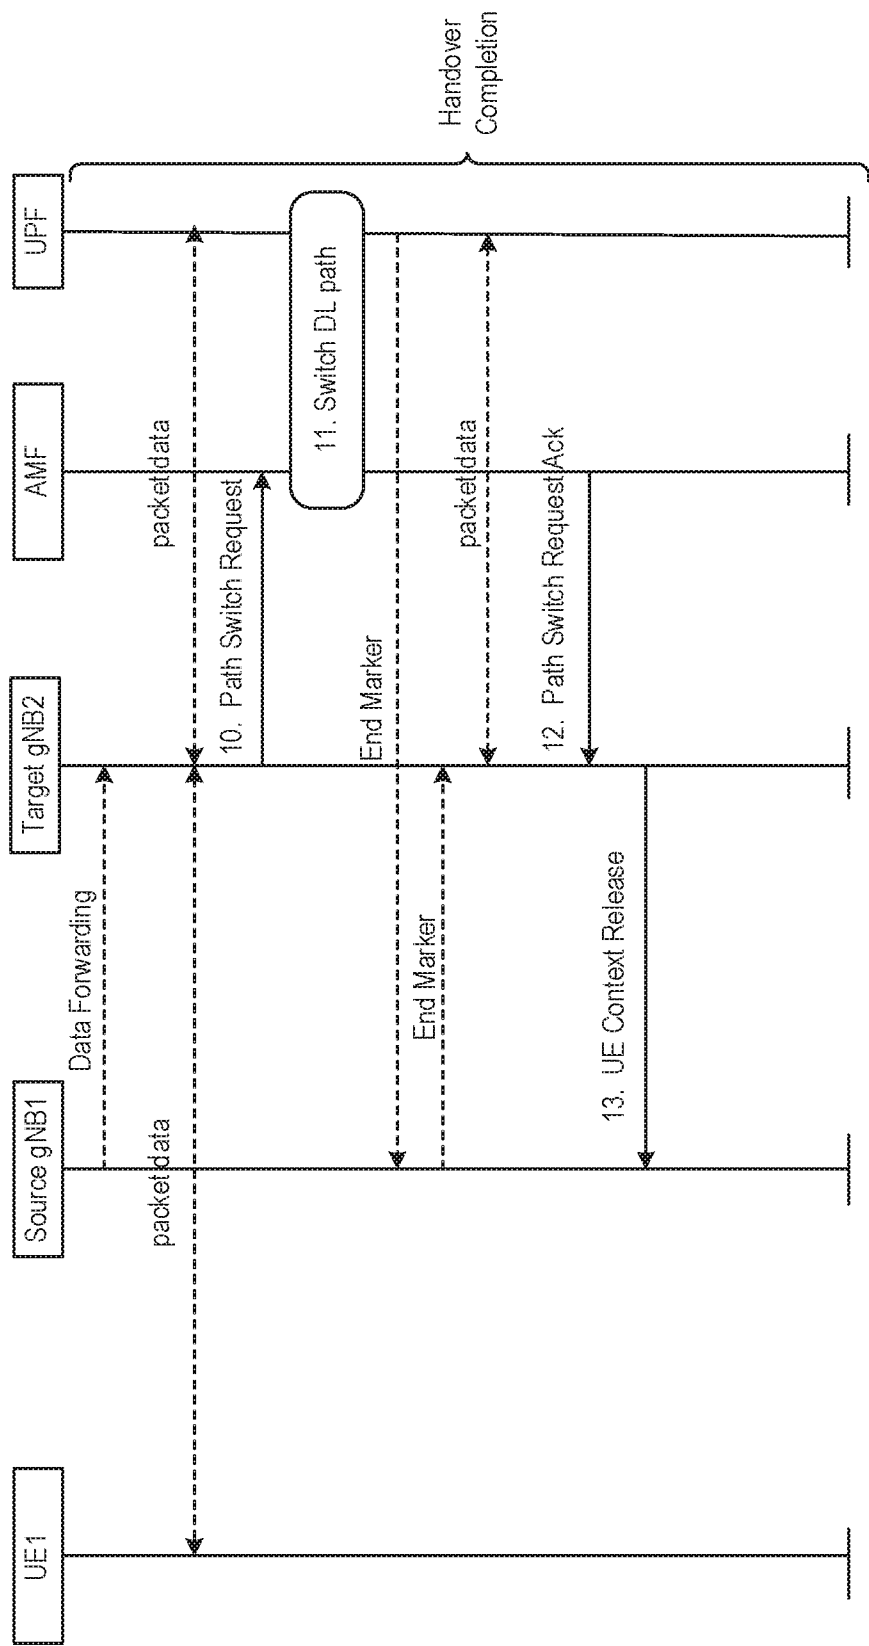 UE1
Source gNB1
Target gNB2
AMF
UPF
Data Forwarding
packet data
packet data
10. Path Switch Request
11. Switch DL path
End Marker
End Marker
packet data
12. Path Switch Request Ack
13. UE Context Release
Handover
Completion